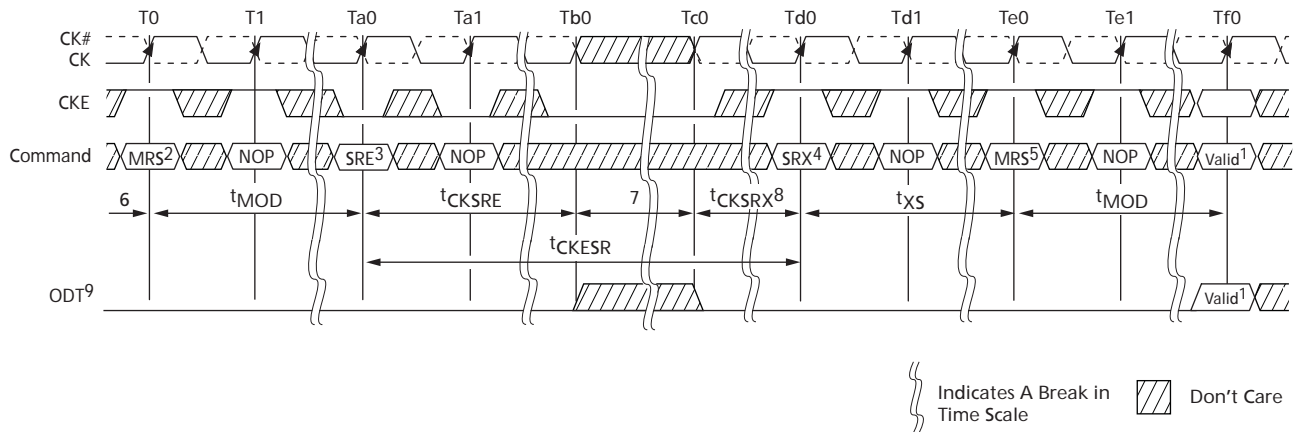 T0 T1 Ta0 Ta1 Tb0 Tc0 Td0 Td1 Te0 Te1 Tf0
CK#
CK
CKE
Command MRS2 NOP SRE3 NOP SRX4 NOP MRS5 NOP Valid1
6 tMOD tCKSRE 7 tCKSRX8 tXS tMOD
tCKESR
ODT9 Valid1
Indicates A Break in
Time Scale
Don't Care